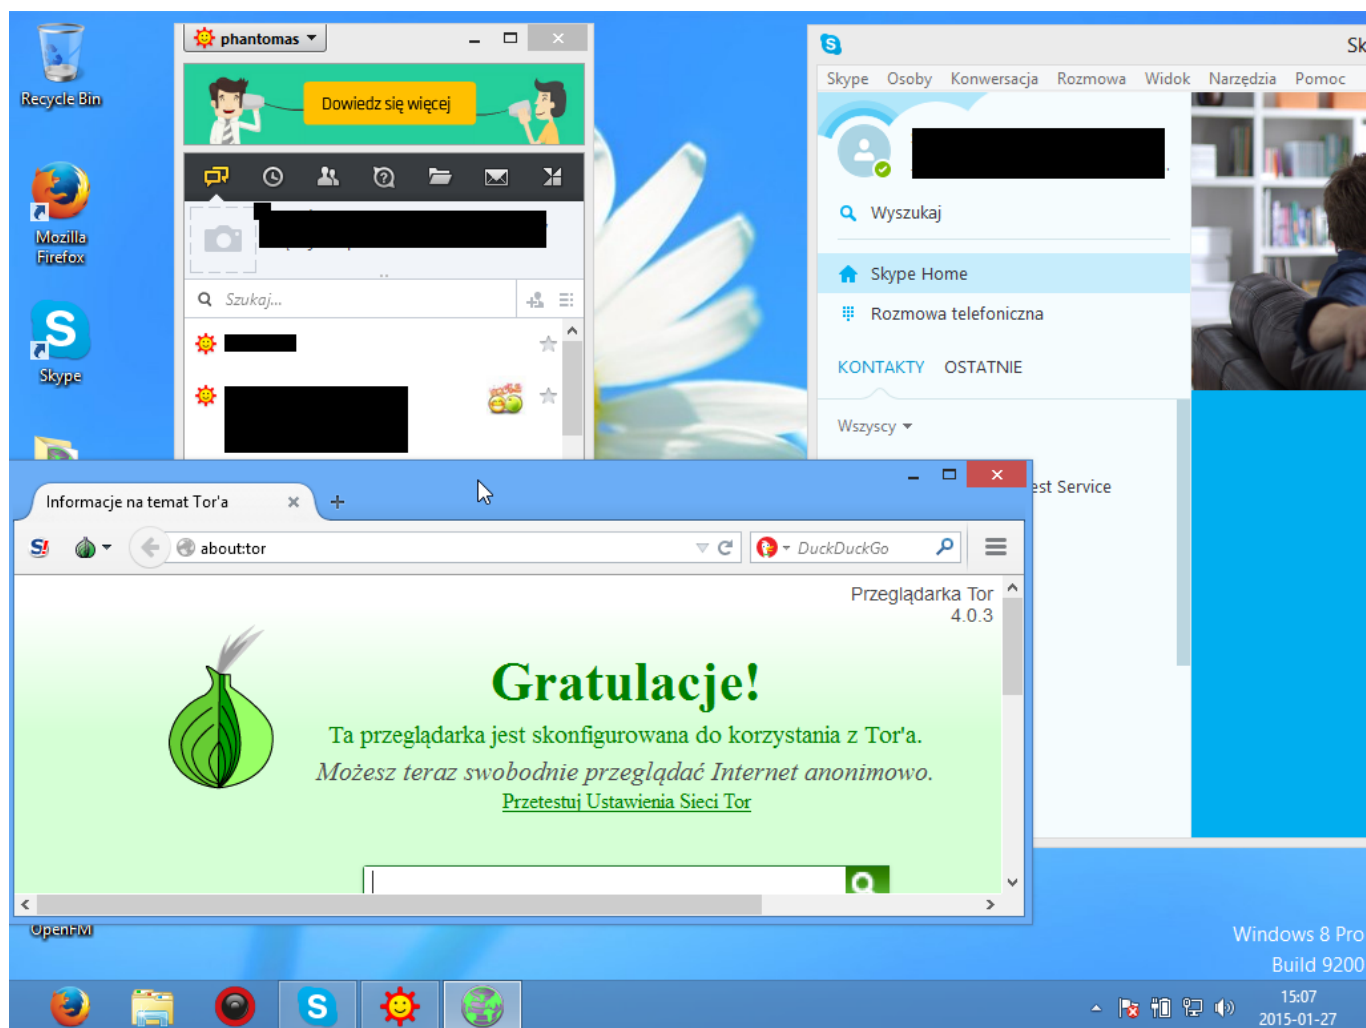 Recycle Bin
Mozilla
Firefox
Skype
OpenFM
phantomas
Dowiedz się więcej
Szukaj...
Sk
Skype Osoby Konwersacja Rozmowa Widok Narzędzia Pomoc
Wyszukaj
Skype Home
Rozmowa telefoniczna
KONTAKTY OSTATNIE
Wszyscy
est Service
Informacje na temat Tor'a
S!
about:tor
DuckDuckGo
Przeglądarka Tor
4.0.3
Gratulacje!
Ta przeglądarka jest skonfigurowana do korzystania z Tor'a.
Możesz teraz swobodnie przeglądać Internet anonimowo.
Przetestuj Ustawienia Sieci Tor
Windows 8 Pro
Build 9200
15:07
2015-01-27